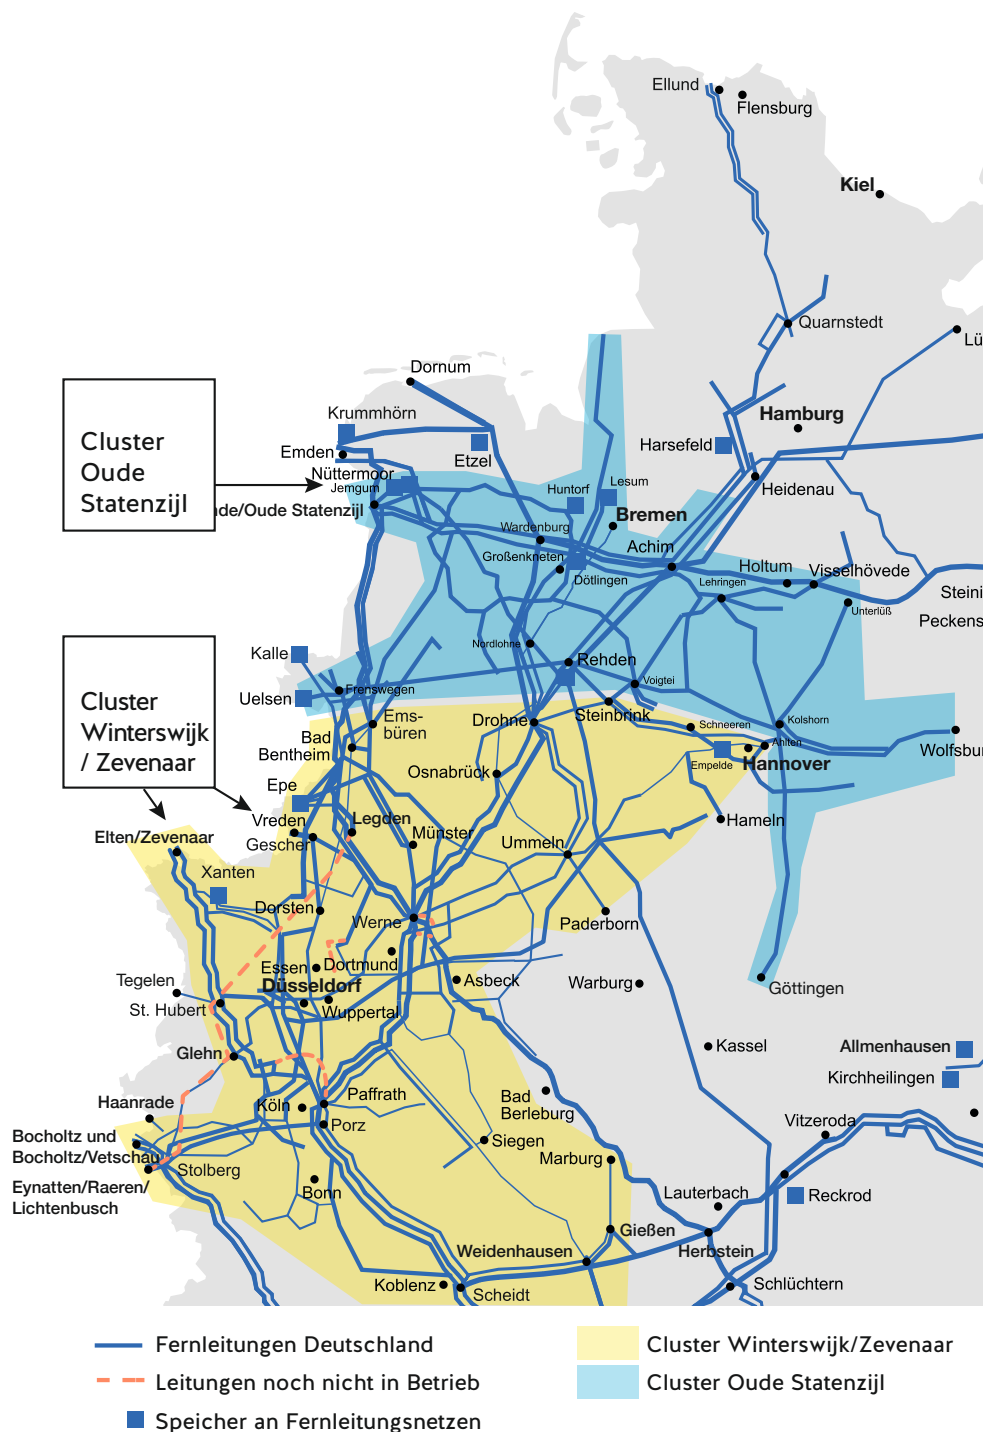 Ellund
Flensburg
Kiel
Quarnstedt
Lü
Dornum
Krummhörn
Hamburg
Harsefeld
Cluster
Oude
Statenzijl
Emden
Etzel
Nüttermoor
Jemgum
Heidenau
Huntorf
Lesum
nde/Oude Statenzijl
Bremen
Wardenburg
Achim
Großenkneten
Dötlingen
Holtum
Visselhövede
Lehringen
Steini
Unterlüß
Peckens
Nordlohne
Kalle
Rehden
Uelsen
Frenswegen
Voigtei
Cluster
Winterswijk
/ Zevenaar
Ems-
büren
Drohne
Steinbrink
Schneeren
Kolshorn
Bad
Bentheim
Ahlten
Wolfsbur
Empelde
Hannover
Osnabrück
Epe
Vreden
Legden
Hameln
Elten/Zevenaar
Gescher
Münster
Ummeln
Xanten
Dorsten
Werne
Paderborn
Essen
Dortmund
Tegelen
Düsseldorf
Asbeck
Warburg
Göttingen
St. Hubert
Wuppertal
Glehn
Kassel
Allmenhausen
Kirchheilingen
Haanrade
Köln
Paffrath
Bad
Berleburg
Porz
Vitzeroda
Bocholtz und
Bocholtz/Vetschau
Siegen
Marburg
Stolberg
Eynatten/Raeren/
Lichtenbusch
Bonn
Lauterbach
Reckrod
Gießen
Weidenhausen
Herbstein
Koblenz
Scheidt
Schlüchtern
Fernleitungen Deutschland
Cluster Winterswijk/Zevenaar
Leitungen noch nicht in Betrieb
Cluster Oude Statenzijl
Speicher an Fernleitungsnetzen